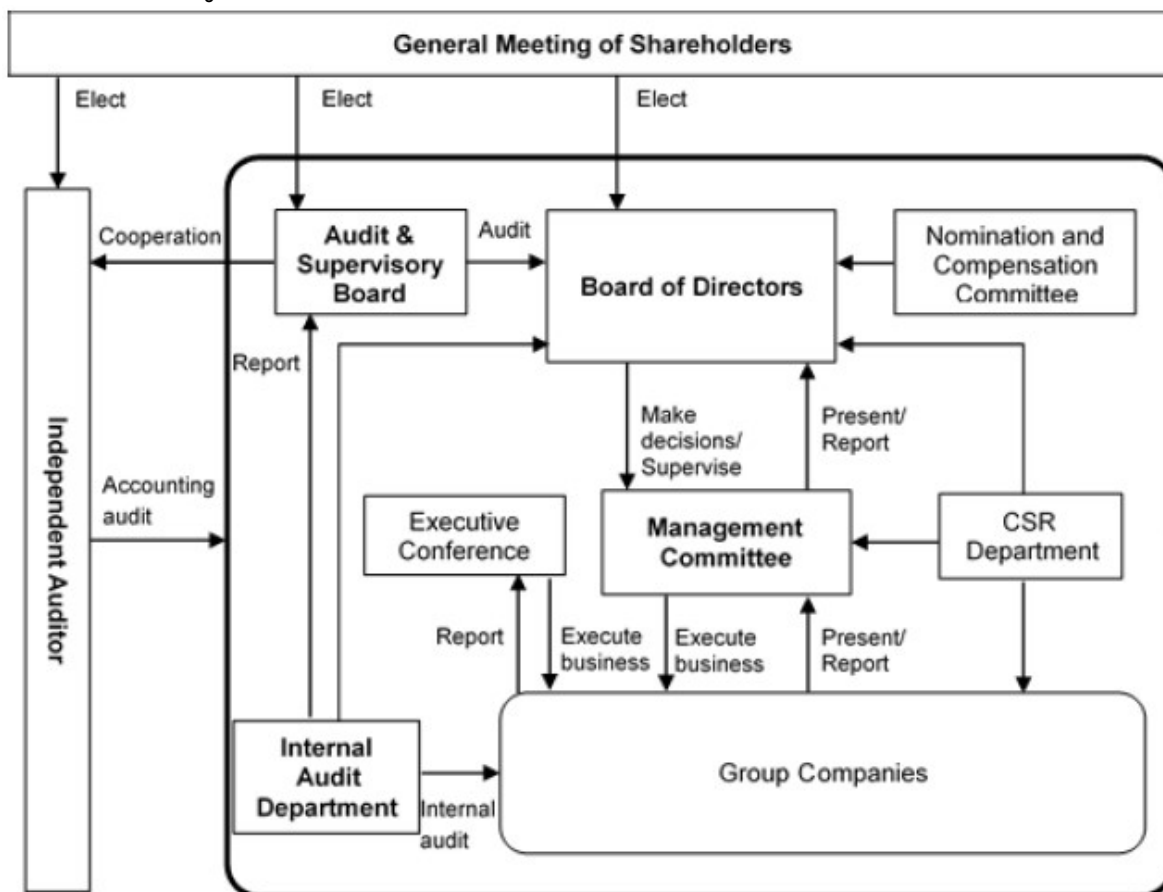 General Meeting of Shareholders
Elect
Elect
Elect
Cooperation
Audit &
Supervisory
Board
Audit
Board of Directors
Nomination and
Compensation
Committee
Report
Independent Auditor
Make
decisions/
Supervise
Present/
Report
Accounting
audit
Executive
Conference
Management
Committee
CSR
Department
Report
Execute
business
Execute
business
Present/
Report
Internal
Audit
Department
Internal
audit
Group Companies